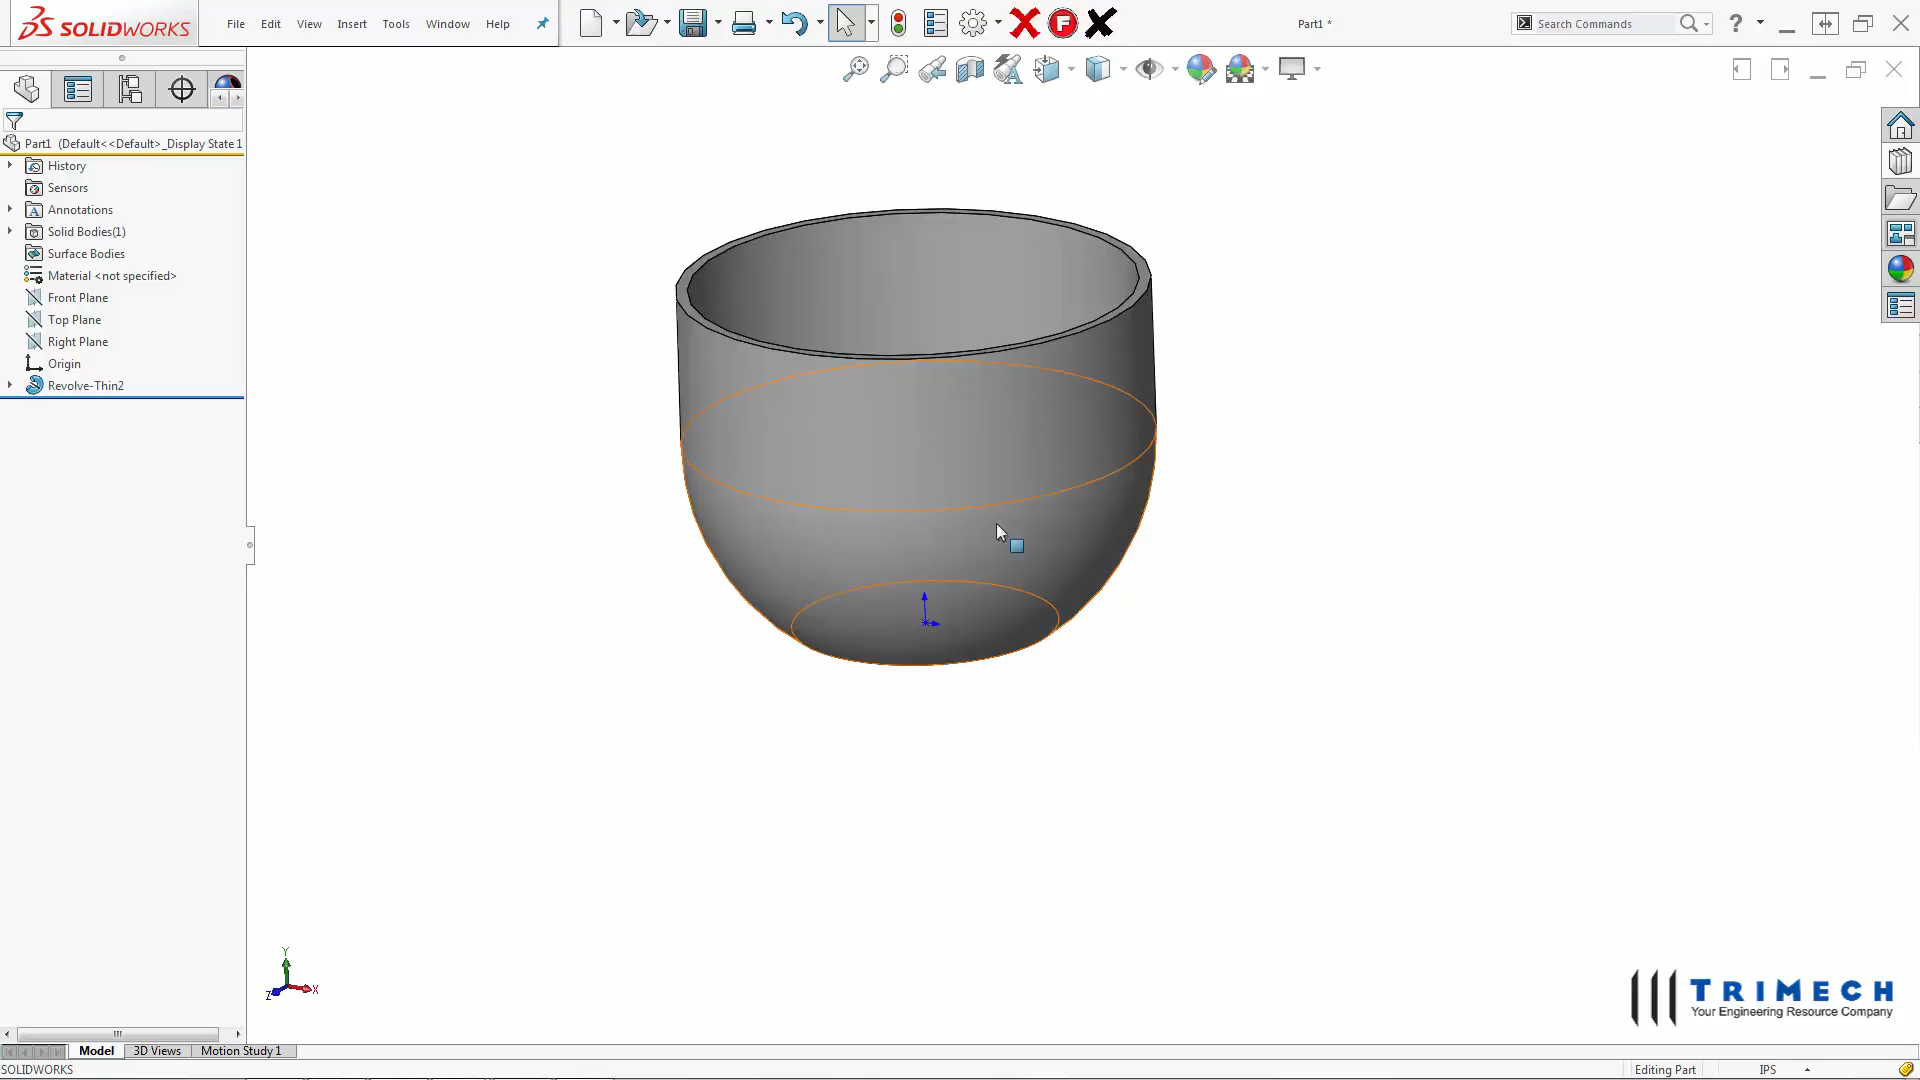 SOLIDWORKS
File Edit View Insert Tools Window Help
Part1 *
Search Commands
?
Part1 (Default<<Default>_Display State 1
History
Sensors
Annotations
Solid Bodies(1)
Surface Bodies
Material <not specified>
Front Plane
Top Plane
Right Plane
Origin
Revolve-Thin2
Y
Z
X
TRIMECH
Your Engineering Resource Company
Model 3D Views Motion Study 1
SOLIDWORKS
Editing Part
IPS